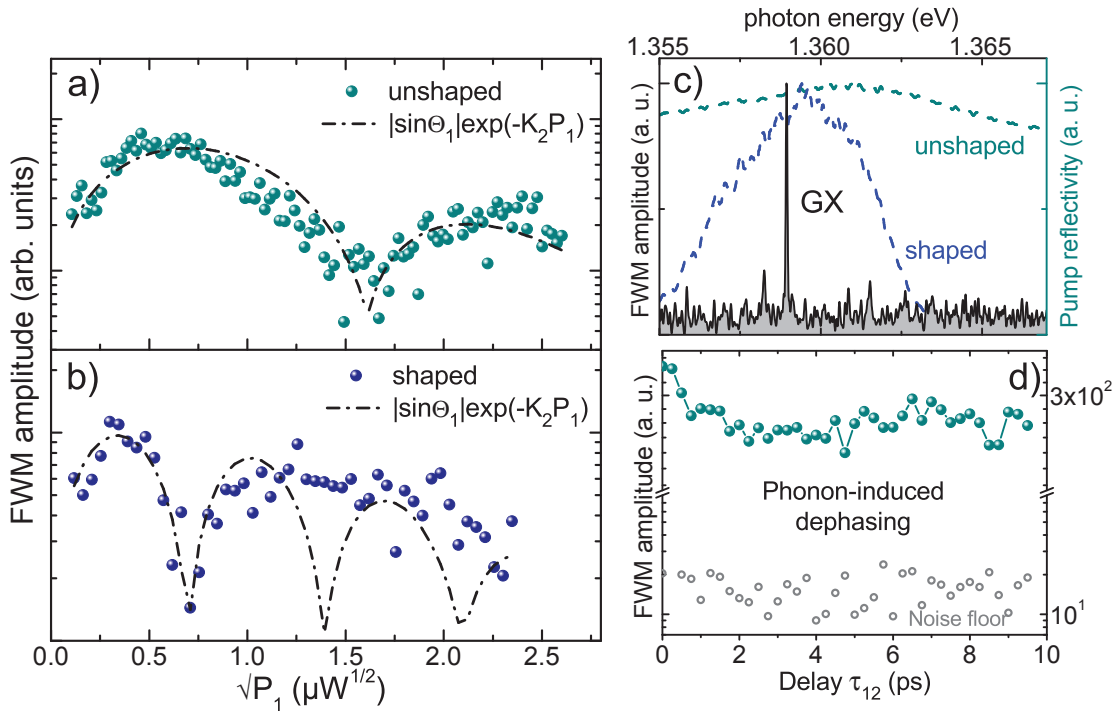 a)
unshaped
|sinΘ₁|exp(-K₂P₁)
b)
shaped
|sinΘ₁|exp(-K₂P₁)
FWM amplitude (arb. units)
0.0 0.5 1.0 1.5 2.0 2.5
√P₁ (µW^1/2)
photon energy (eV)
1.355 1.360 1.365
c)
unshaped
GX
shaped
FWM amplitude (a. u.)
Pump reflectivity (a. u.)
d)
3x10²
Phonon-induced
dephasing
Noise floor
10¹
FWM amplitude (a. u.)
0 2 4 6 8 10
Delay τ₁₂ (ps)